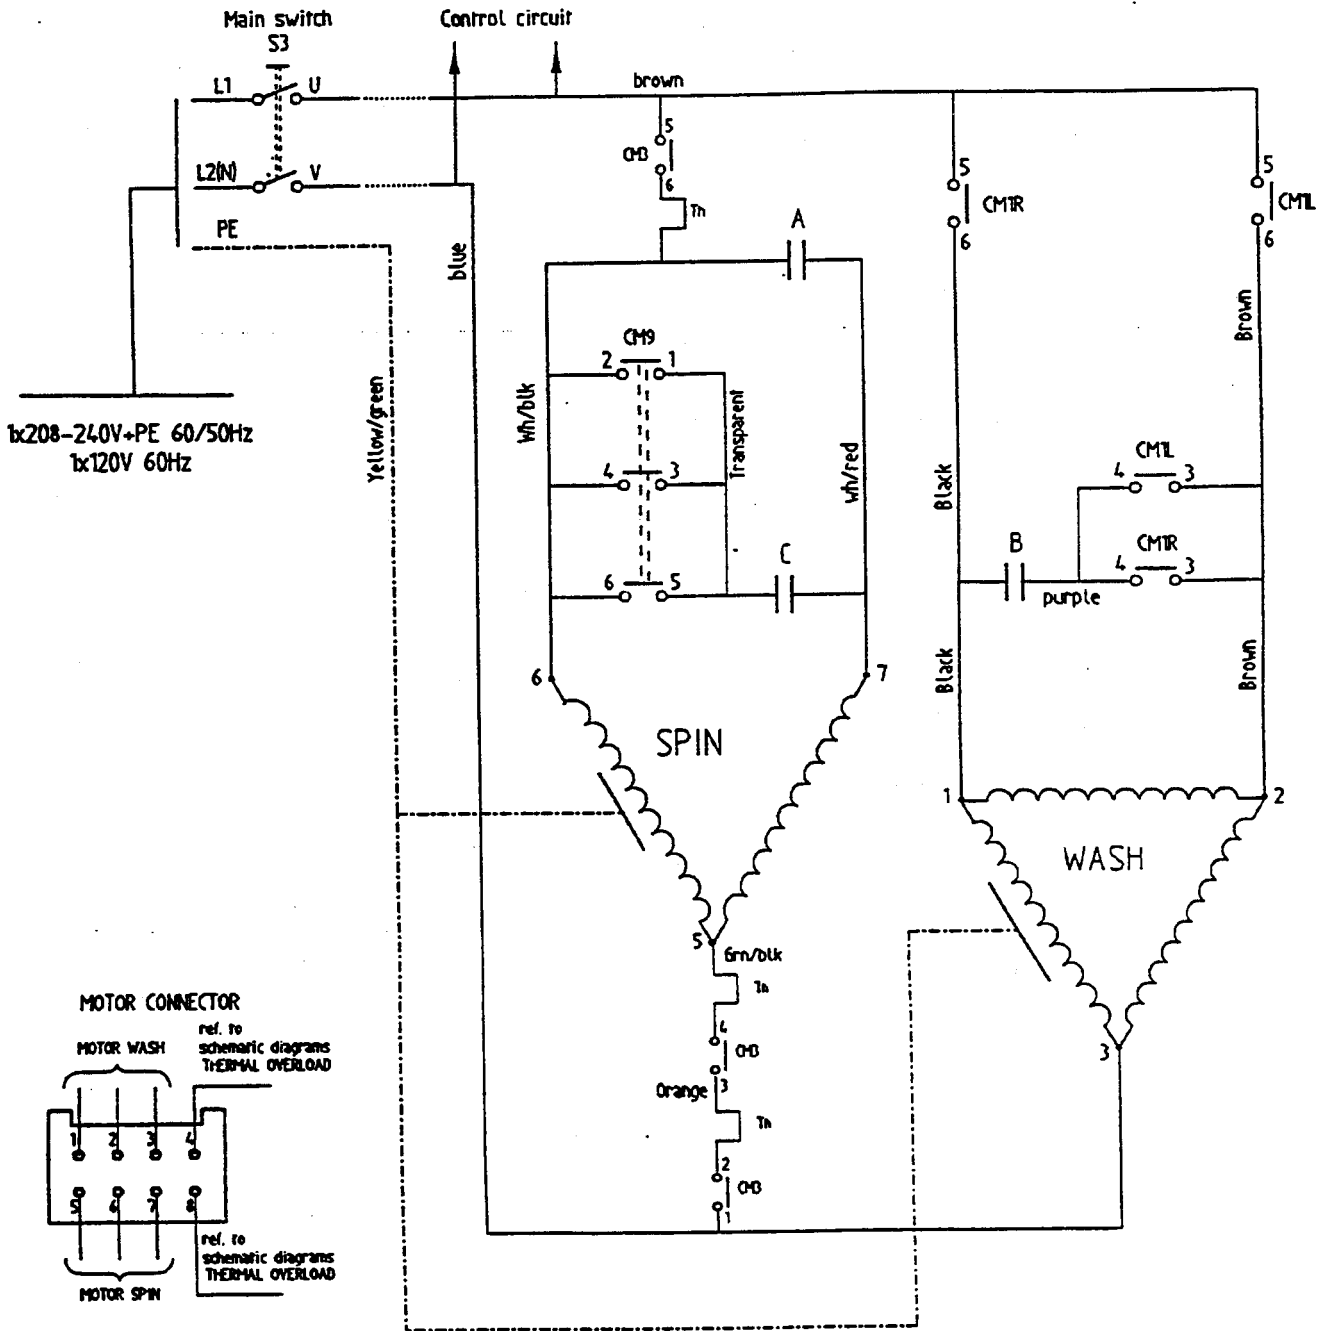 Main switch
S3
Control circuit
L1
U
brown
L2(N)
V
PE
5
CM3
6
Th
A
5
CM1R
6
5
CM1L
6
blue
Brown
1x208-240V+PE 60/50Hz
1x120V 60Hz
Yellow/green
Wh/blk
CM9
2
1
Transparent
4
3
wh/red
6
5
C
Black
CM1L
4
3
B
CM1R
4
3
purple
Black
Brown
6
7
SPIN
1
2
WASH
5
Grn/blk
Th
4
CM3
3
Orange
Th
2
CM3
1
3
MOTOR CONNECTOR
MOTOR WASH
ref. to
schematic diagrams
THERMAL OVERLOAD
1
2
3
4
5
6
7
8
ref. to
schematic diagrams
THERMAL OVERLOAD
MOTOR SPIN